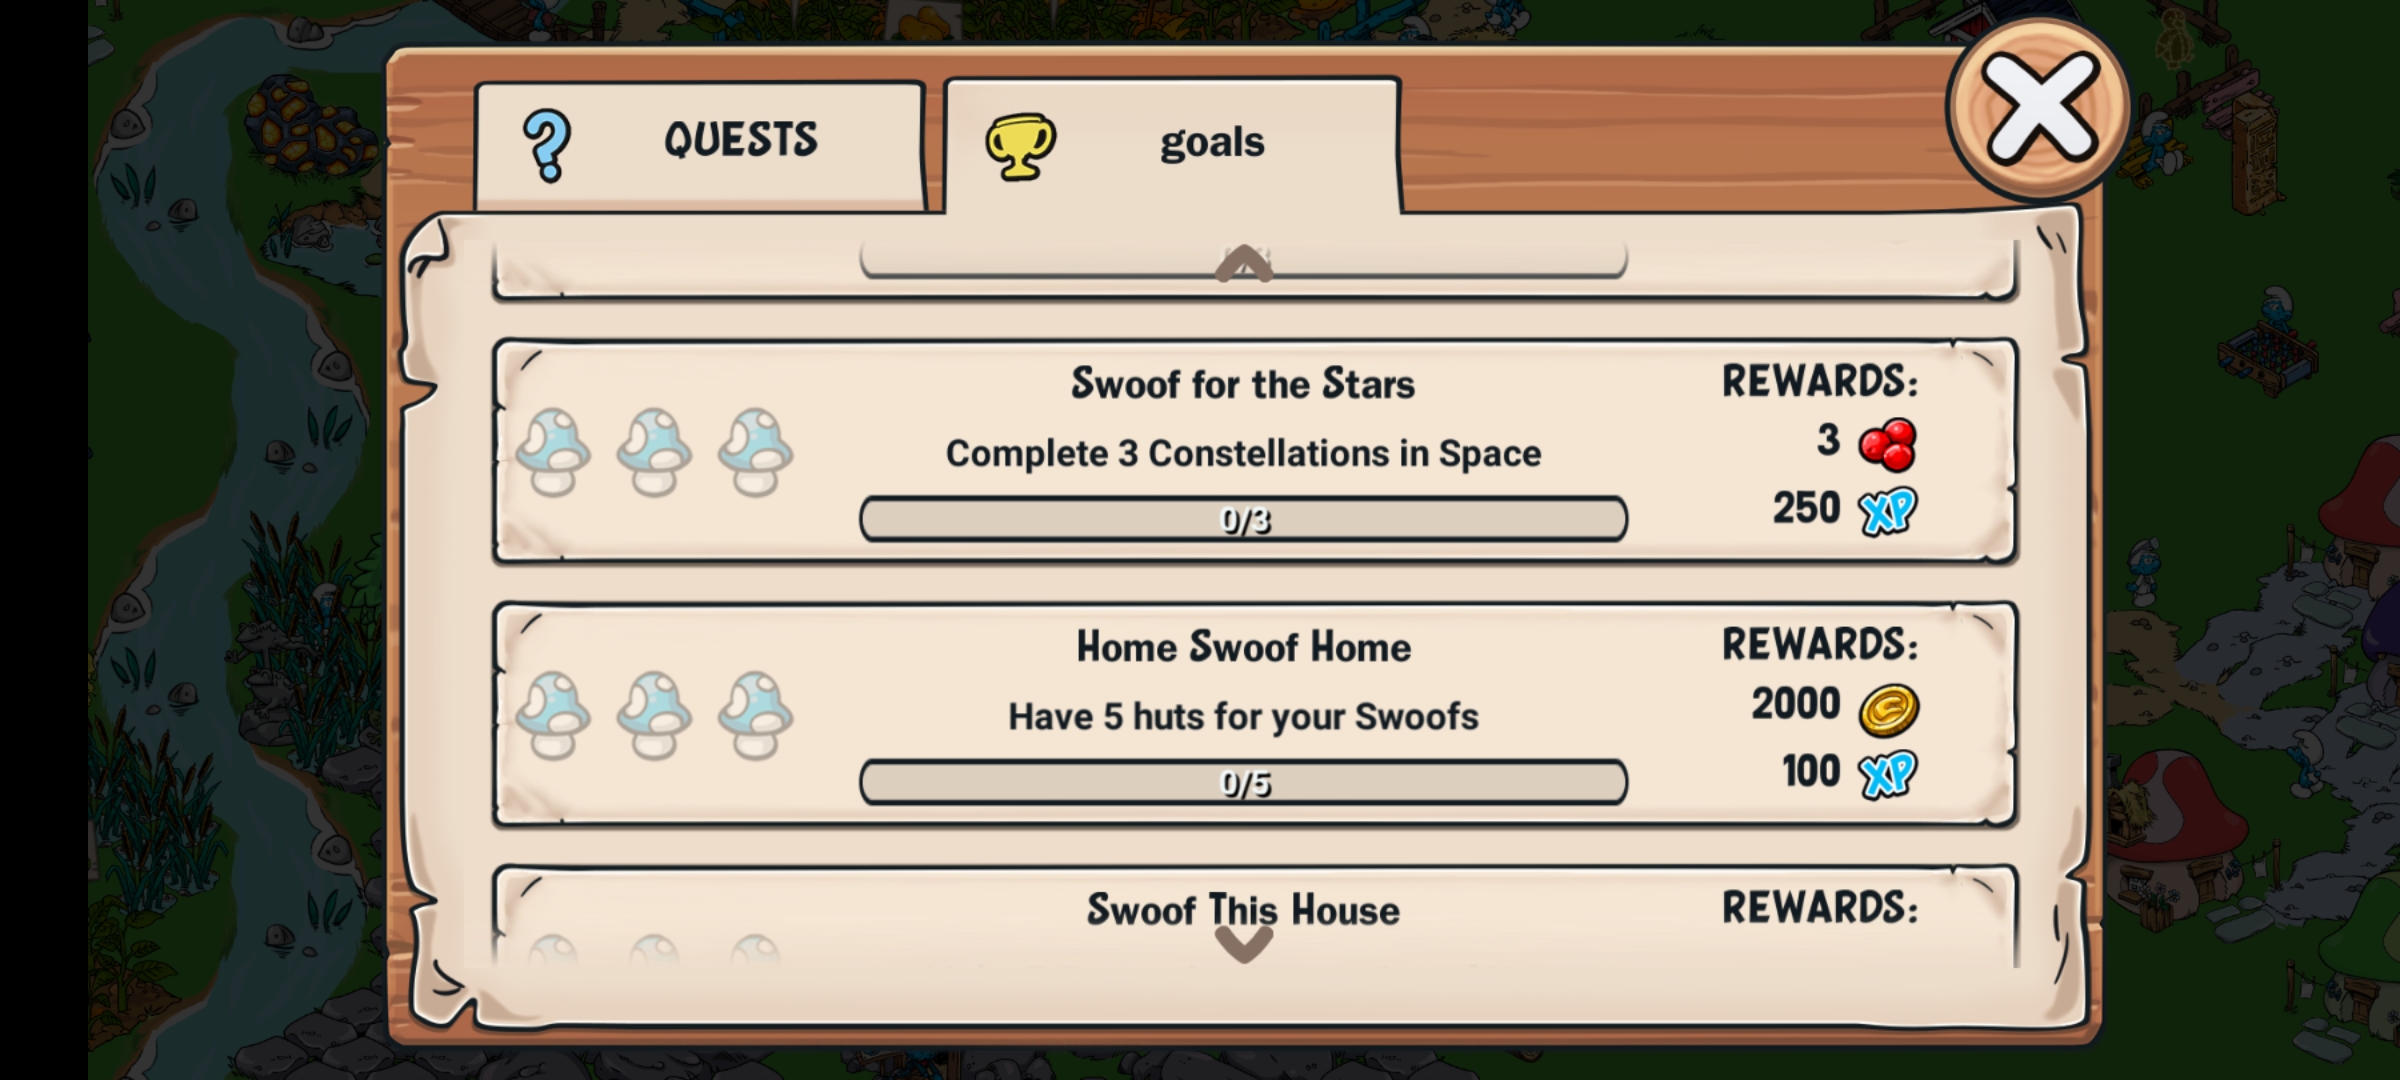 QUESTS
goals
Swoof for the Stars
REWARDS:
Complete 3 Constellations in Space
3
0/3
250 XP
Home Swoof Home
REWARDS:
Have 5 huts for your Swoofs
2000
0/5
100 XP
Swoof This House
REWARDS: